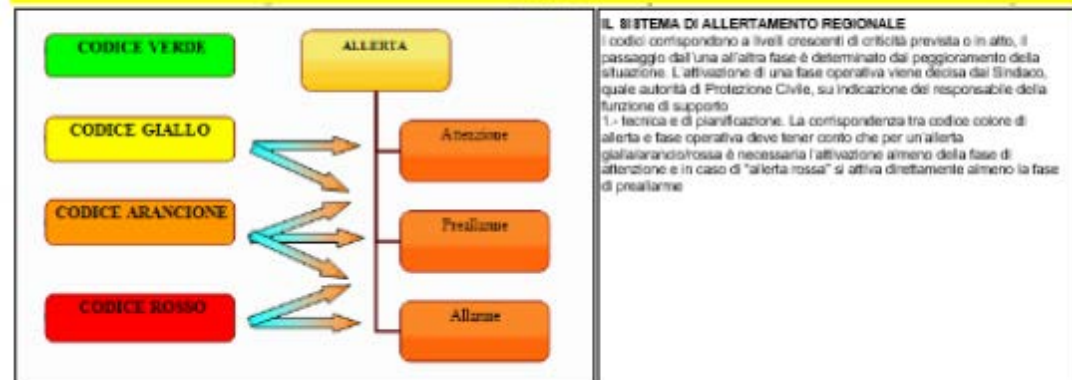 CODICE VERDE
CODICE GIALLO
CODICE ARANCIONE
CODICE ROSSO
ALLERTA
Attenzione
Preallarme
Allarme
IL SISTEMA DI ALLERTAMENTO REGIONALE
I codici corrispondono a livelli crescenti di criticità prevista o in atto, il
passaggio dall'una all'altra fase è determinato dal peggioramento della
situazione. L'attivazione di una fase operativa viene decisa dal Sindaco,
quale autorità di Protezione Civile, su indicazione del responsabile della
funzione di supporto
1.- tecnica e di pianificazione. La corrispondenza tra codice colore di
allerta e fase operativa deve tener conto che per un'allerta
gialla/arancio/rossa è necessaria l'attivazione almeno della fase di
attenzione e in caso di "allerta rossa" si attiva direttamente almeno la fase
di preallarme